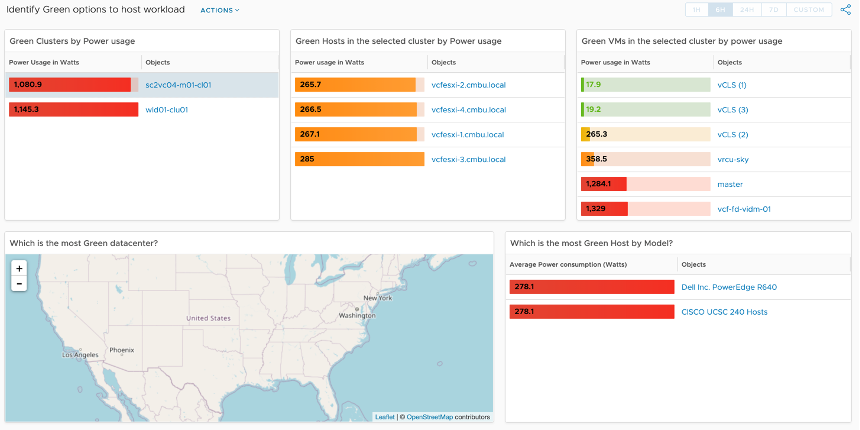 Identify Green options to host workload
ACTIONS
1H 6H 24H 7D CUSTOM
Green Clusters by Power usage
Power Usage in Watts Objects
1,080.9 sc2vc04-m01-cl01
1,145.3 wld01-clu01
Green Hosts in the selected cluster by Power usage
Power usage in Watts Objects
265.7 vcfesxi-2.cmbu.local
266.5 vcfesxi-4.cmbu.local
267.1 vcfesxi-1.cmbu.local
285 vcfesxi-3.cmbu.local
Green VMs in the selected cluster by power usage
Power usage in Watts Objects
17.9 vCLS (1)
19.2 vCLS (3)
265.3 vCLS (2)
358.5 vrcu-sky
1,284.1 master
1,329 vcf-fd-vidm-01
Which is the most Green datacenter?
+
-
United States
New York
Washington
Los Angeles
Phoenix
Leaflet | © OpenStreetMap contributors
Which is the most Green Host by Model?
Average Power consumption (Watts) Objects
278.1 Dell Inc. PowerEdge R640
278.1 CISCO UCSC 240 Hosts